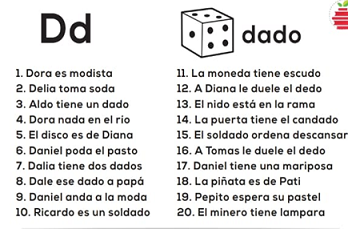 Dd
dado
1. Dora es modista
2. Delia toma soda
3. Aldo tiene un dado
4. Dora nada en el río
5. El disco es de Diana
6. Daniel poda el pasto
7. Dalia tiene dos dados
8. Dale ese dado a papá
9. Daniel anda a la moda
10. Ricardo es un soldado
11. La moneda tiene escudo
12. A Diana le duele el dedo
13. El nido está en la rama
14. La puerta tiene el candado
15. El soldado ordena descansar
16. A Tomas le duele el dedo
17. Daniel tiene una mariposa
18. La piñata es de Pati
19. Pepito espera su pastel
20. El minero tiene lampara